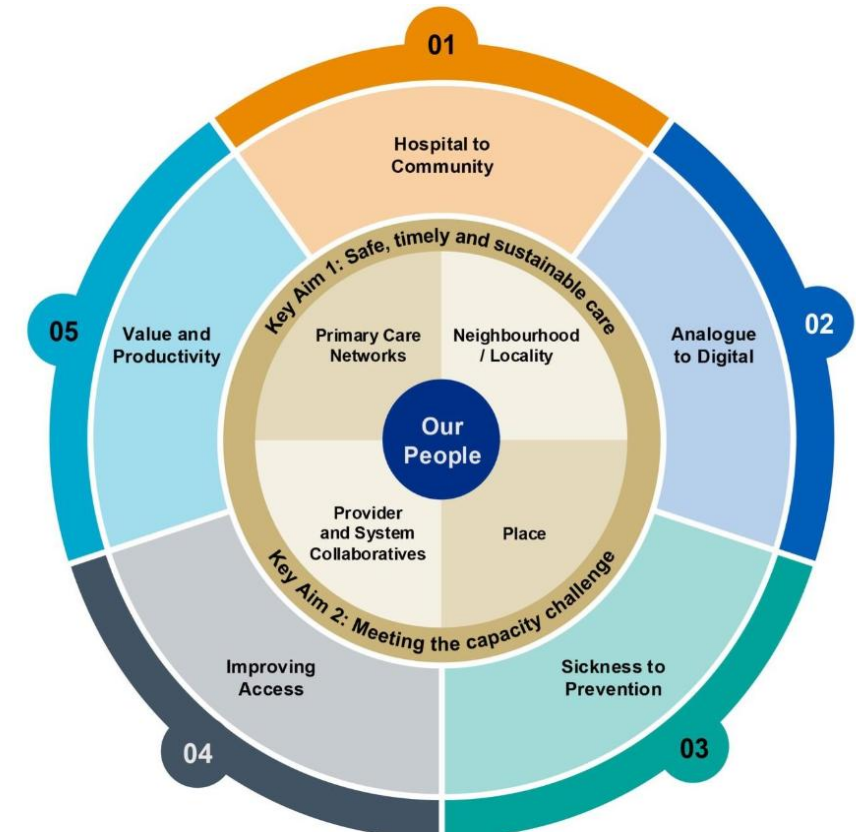 01
Hospital to
Community
02
Analogue
to Digital
03
Sickness to
Prevention
04
Improving
Access
05
Value and
Productivity
Key Aim 1: Safe, timely and sustainable care
Primary Care
Networks
Neighbourhood
/ Locality
Our
People
Provider
and System
Collaboratives
Place
Key Aim 2: Meeting the capacity challenge